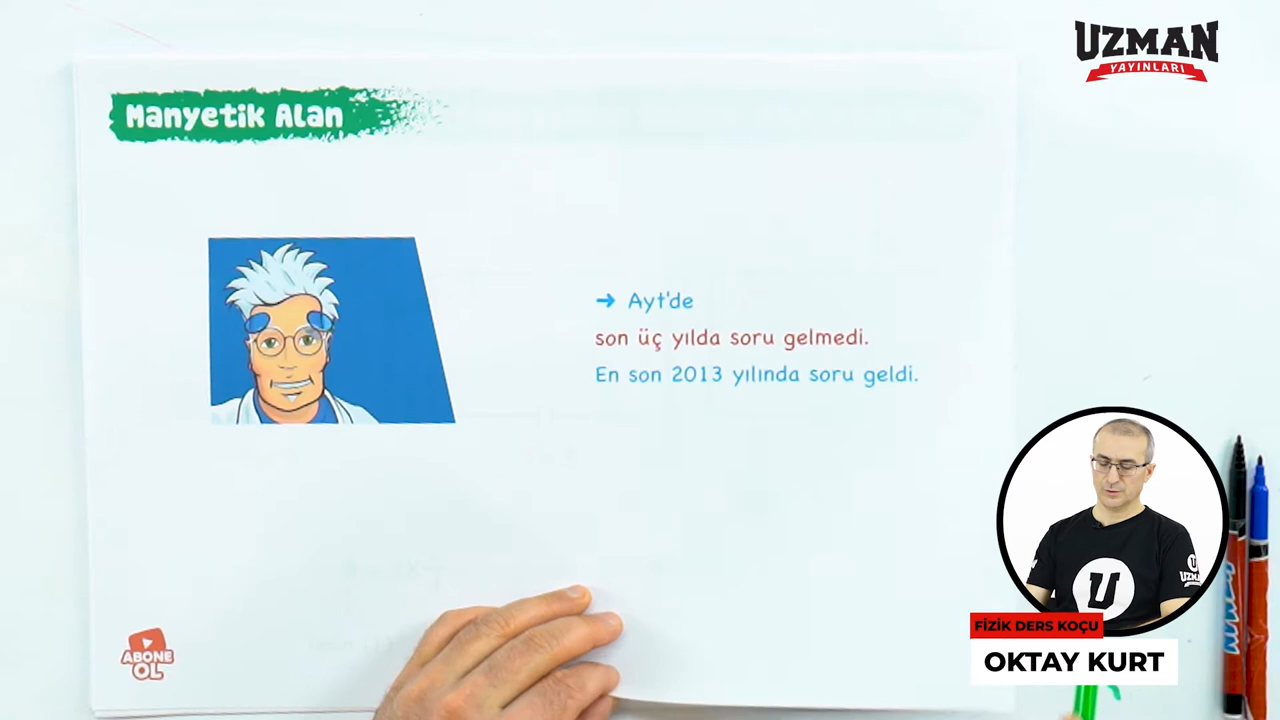 UZMAN
YAYINLARI
Manyetik Alan
➜ Ayt'de
son üç yılda soru gelmedi.
En son 2013 yılında soru geldi.
ABONE
OL
U
UZMAN
FİZİK DERS KOÇU
OKTAY KURT